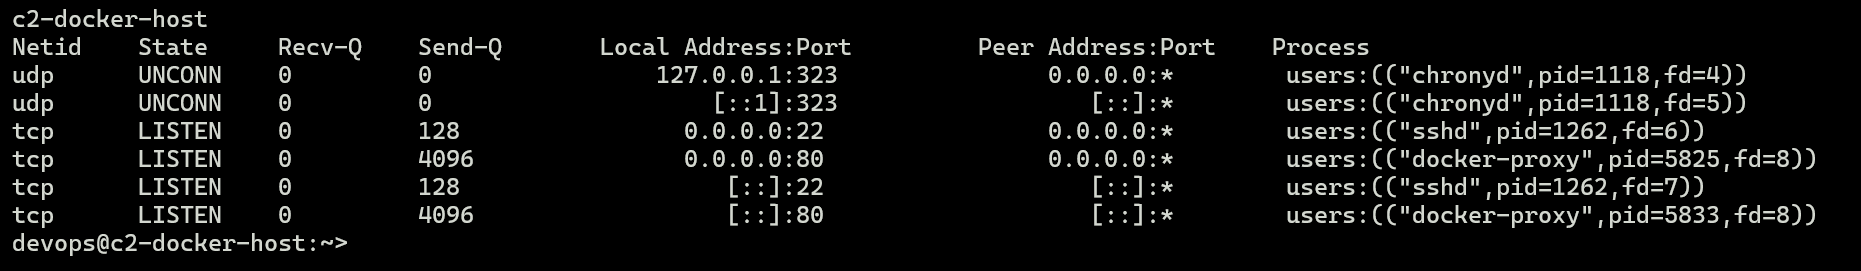 c2-docker-host
Netid State Recv-Q Send-Q Local Address:Port Peer Address:Port Process
udp UNCONN 0 0 127.0.0.1:323 0.0.0.0:* users:(("chronyd",pid=1118,fd=4))
udp UNCONN 0 0 [::1]:323 [::]:* users:(("chronyd",pid=1118,fd=5))
tcp LISTEN 0 128 0.0.0.0:22 0.0.0.0:* users:(("sshd",pid=1262,fd=6))
tcp LISTEN 0 4096 0.0.0.0:80 0.0.0.0:* users:(("docker-proxy",pid=5825,fd=8))
tcp LISTEN 0 128 [::]:22 [::]:* users:(("sshd",pid=1262,fd=7))
tcp LISTEN 0 4096 [::]:80 [::]:* users:(("docker-proxy",pid=5833,fd=8))
devops@c2-docker-host:~>